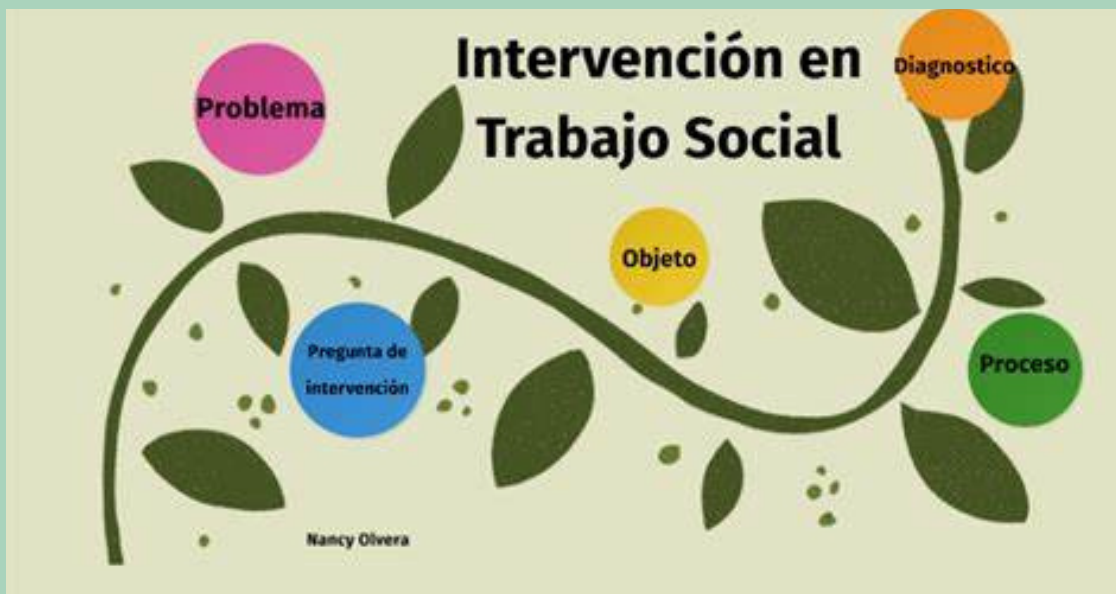 Intervención en
Trabajo Social
Problema
Diagnostico
Objeto
Pregunta de
intervención
Proceso
Nancy Olvera